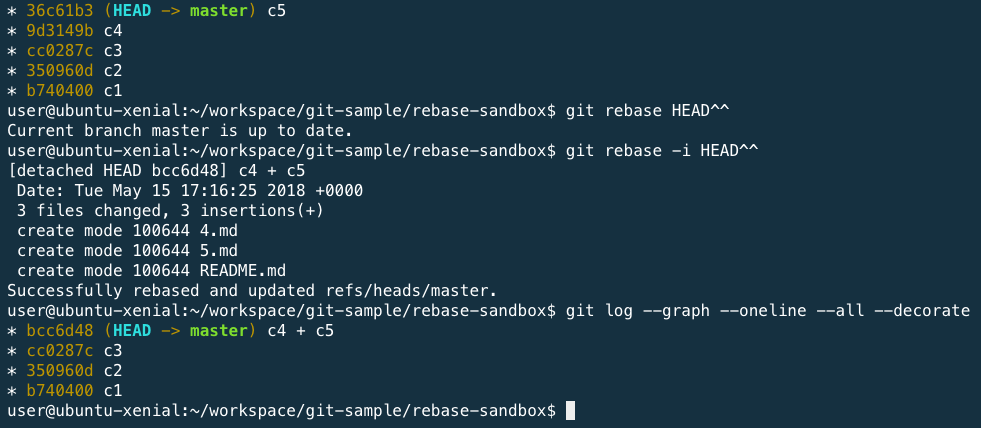 * 36c61b3 (HEAD -> master) c5
* 9d3149b c4
* cc0287c c3
* 350960d c2
* b740400 c1
user@ubuntu-xenial:~/workspace/git-sample/rebase-sandbox$ git rebase HEAD^^
Current branch master is up to date.
user@ubuntu-xenial:~/workspace/git-sample/rebase-sandbox$ git rebase -i HEAD^^
[detached HEAD bcc6d48] c4 + c5
 Date: Tue May 15 17:16:25 2018 +0000
 3 files changed, 3 insertions(+)
 create mode 100644 4.md
 create mode 100644 5.md
 create mode 100644 README.md
Successfully rebased and updated refs/heads/master.
user@ubuntu-xenial:~/workspace/git-sample/rebase-sandbox$ git log --graph --oneline --all --decorate
* bcc6d48 (HEAD -> master) c4 + c5
* cc0287c c3
* 350960d c2
* b740400 c1
user@ubuntu-xenial:~/workspace/git-sample/rebase-sandbox$